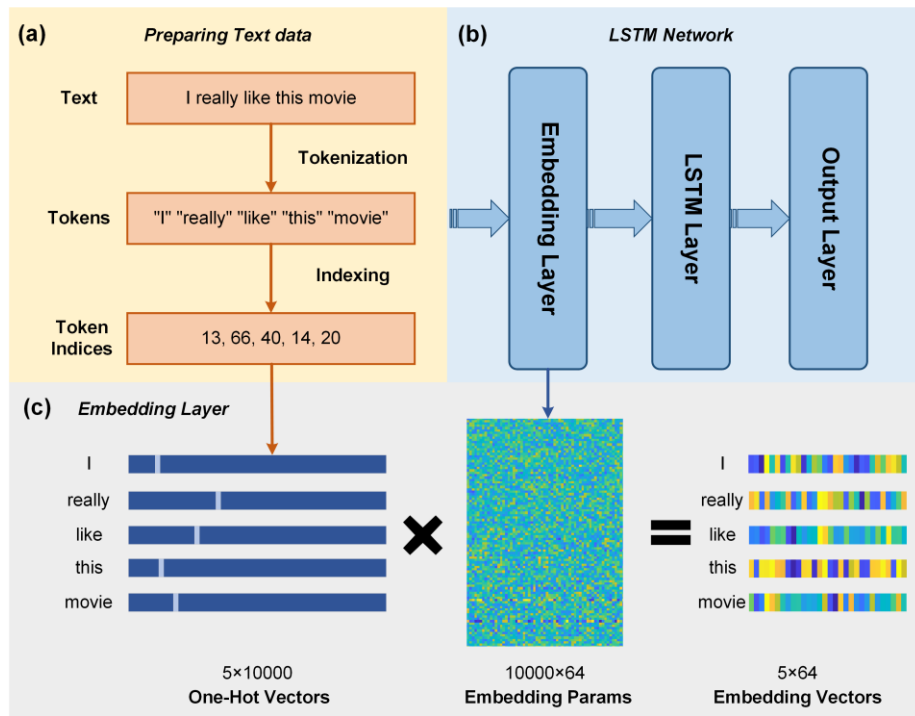 (a) Preparing Text data
Text
I really like this movie
Tokenization
Tokens
"I" "really" "like" "this" "movie"
Indexing
Token
Indices
13, 66, 40, 14, 20
(b) LSTM Network
Embedding Layer
LSTM Layer
Output Layer
(c) Embedding Layer
I
really
like
this
movie
5×10000
One-Hot Vectors
10000×64
Embedding Params
I
really
like
this
movie
5×64
Embedding Vectors